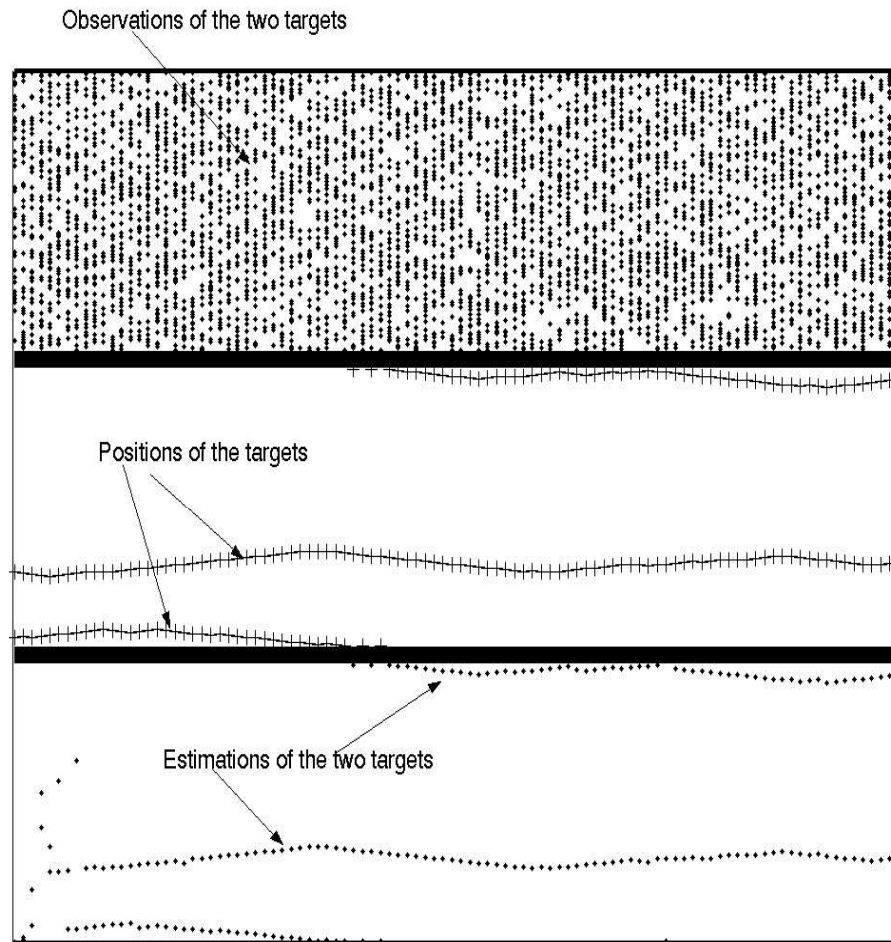 Observations of the two targets
Positions of the targets
Estimations of the two targets